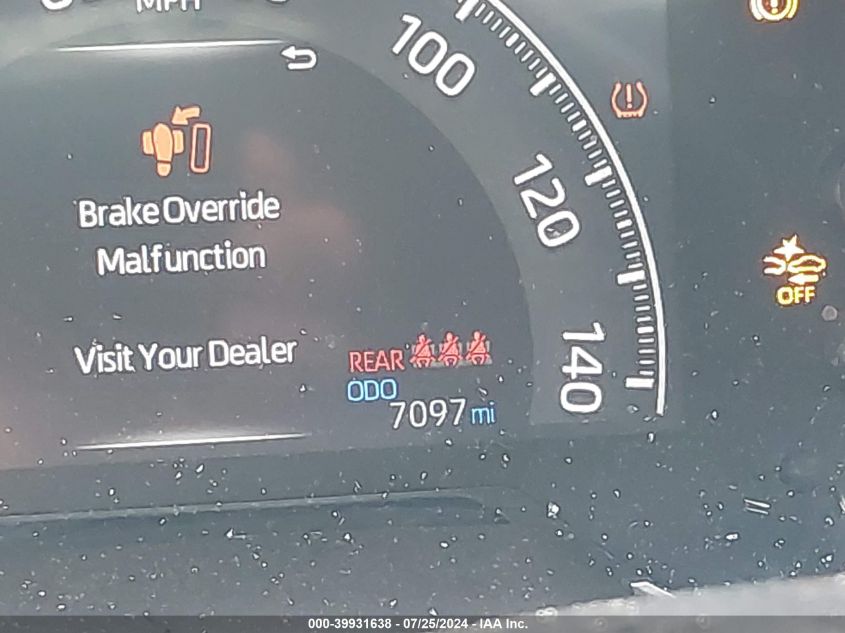 MPH
100
Brake Override
Malfunction
120
OFF
Visit Your Dealer
REAR
140
ODO
7097 mi
000-39931638 - 07/25/2024 - IAA Inc.